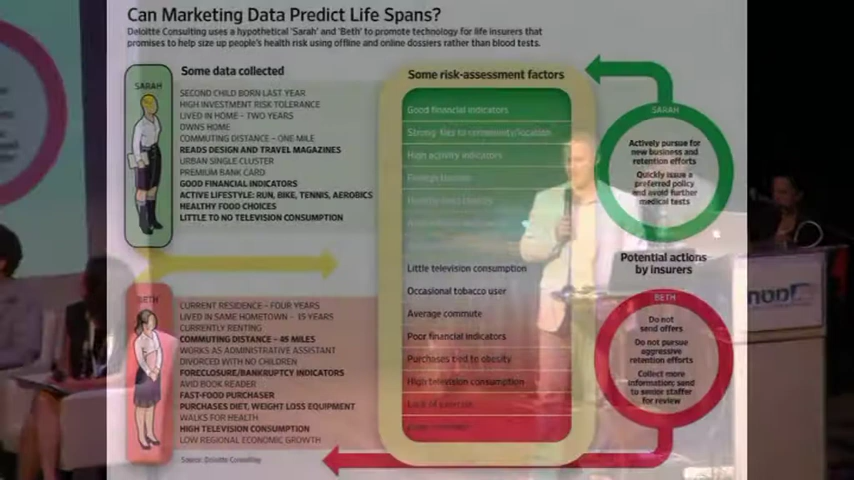 Can Marketing Data Predict Life Spans?
Deloitte Consulting uses a hypothetical 'Sarah' and 'Beth' to promote technology for life insurers that
promises to help size up people's health risk using offline and online dossiers rather than blood tests.
Some data collected
SARAH
SECOND CHILD BORN LAST YEAR
HIGH INVESTMENT RISK TOLERANCE
LIVED IN HOME – TWO YEARS
OWNS HOME
COMMUTING DISTANCE – ONE MILE
READS DESIGN AND TRAVEL MAGAZINES
URBAN SINGLE CLUSTER
PREMIUM BANK CARD
GOOD FINANCIAL INDICATORS
ACTIVE LIFESTYLE: RUN, BIKE, TENNIS, AEROBICS
HEALTHY FOOD CHOICES
LITTLE TO NO TELEVISION CONSUMPTION
BETH
CURRENT RESIDENCE – FOUR YEARS
LIVED IN SAME HOMETOWN – 15 YEARS
CURRENTLY RENTING
COMMUTING DISTANCE – 45 MILES
WORKS AS ADMINISTRATIVE ASSISTANT
DIVORCED WITH NO CHILDREN
FORECLOSURE/BANKRUPTCY INDICATORS
AVID BOOK READER
FAST-FOOD PURCHASER
PURCHASES DIET, WEIGHT LOSS EQUIPMENT
WALKS FOR HEALTH
HIGH TELEVISION CONSUMPTION
LOW REGIONAL ECONOMIC GROWTH
Source: Deloitte Consulting
Some risk-assessment factors
Good financial indicators
Strong ties to community/location
High activity indicators
Foreign
Little television consumption
Occasional tobacco user
Average commute
Poor financial indicators
Purchases tied to obesity
High television consumption
Lack of exercise
SARAH
Actively pursue for
new business and
retention efforts
Quickly issue a
preferred policy
and avoid further
medical tests
Potential actions
by insurers
BETH
Do not
send offers
Do not pursue
aggressive
retention efforts
Collect more
information; send
to senior staffer
for review